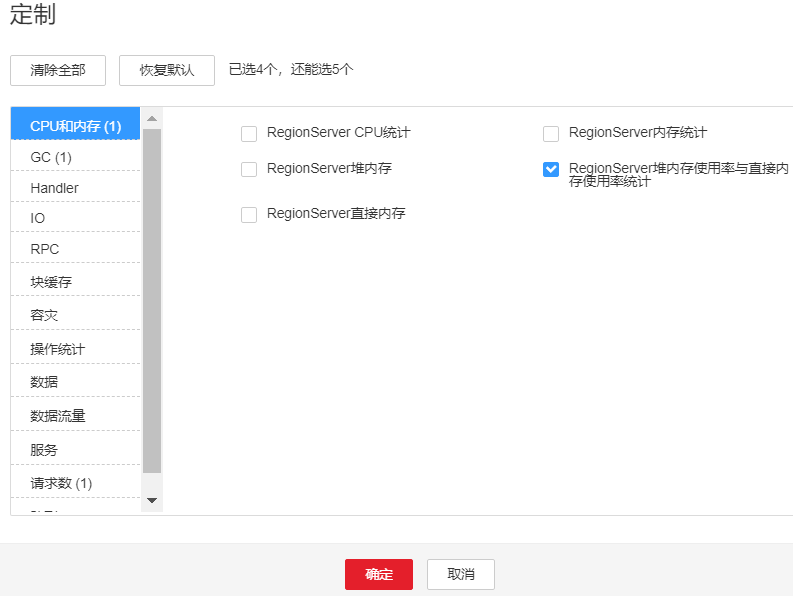 定制
清除全部
恢复默认
已选4个，还能选5个
CPU和内存 (1)
GC (1)
Handler
IO
RPC
块缓存
容灾
操作统计
数据
数据流量
服务
请求数 (1)
RegionServer CPU统计
RegionServer内存统计
RegionServer堆内存
RegionServer堆内存使用率与直接内
存使用率统计
RegionServer直接内存
确定
取消